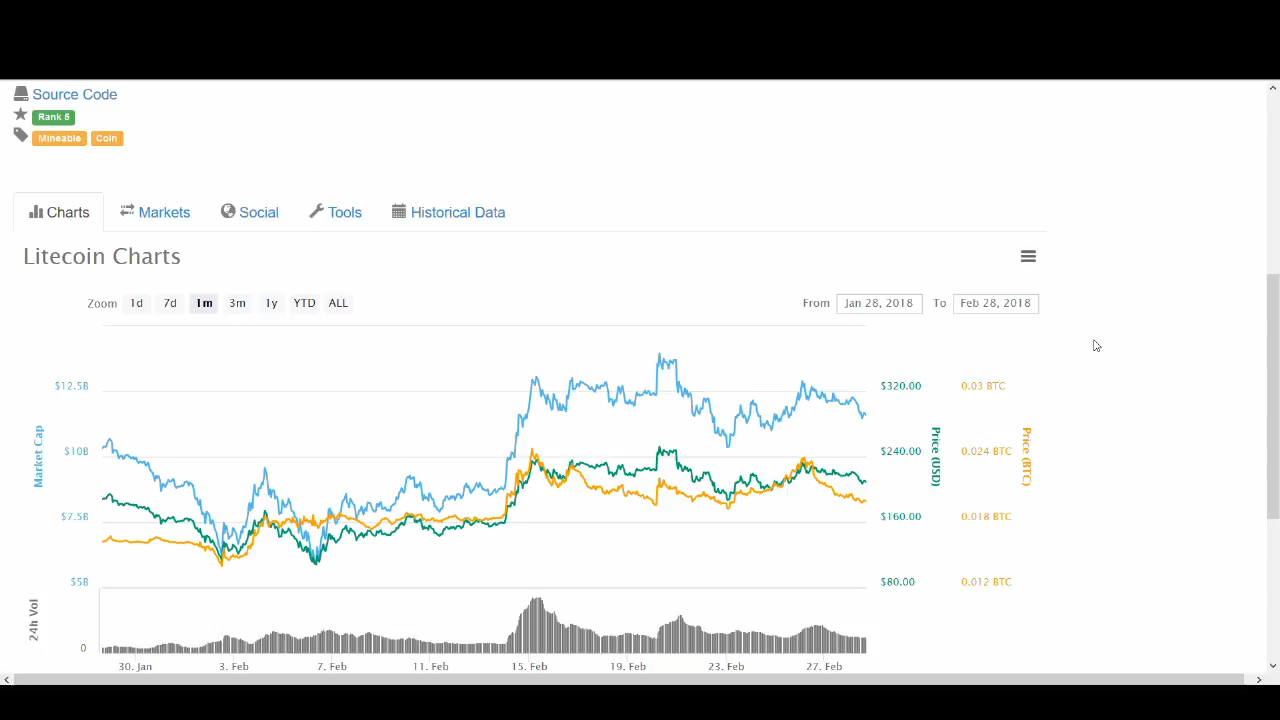 Source Code
Rank 5
Mineable Coin
Charts Markets Social Tools Historical Data
Litecoin Charts
Zoom 1d 7d 1m 3m 1y YTD ALL From Jan 28, 2018 To Feb 28, 2018
$12.5B $320.00 0.03 BTC
$10B $240.00 0.024 BTC
Market Cap Price (USD) Price (BTC)
$7.5B $160.00 0.018 BTC
$5B $80.00 0.012 BTC
24h Vol
0
30. Jan 3. Feb 7. Feb 11. Feb 15. Feb 19. Feb 23. Feb 27. Feb